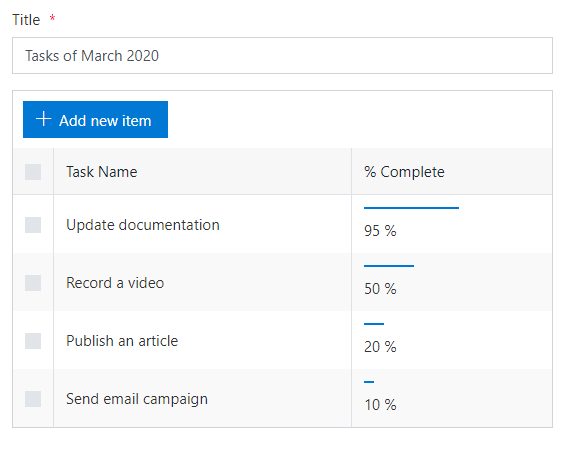 Title *
Tasks of March 2020
+ Add new item
Task Name % Complete
Update documentation 95 %
Record a video 50 %
Publish an article 20 %
Send email campaign 10 %